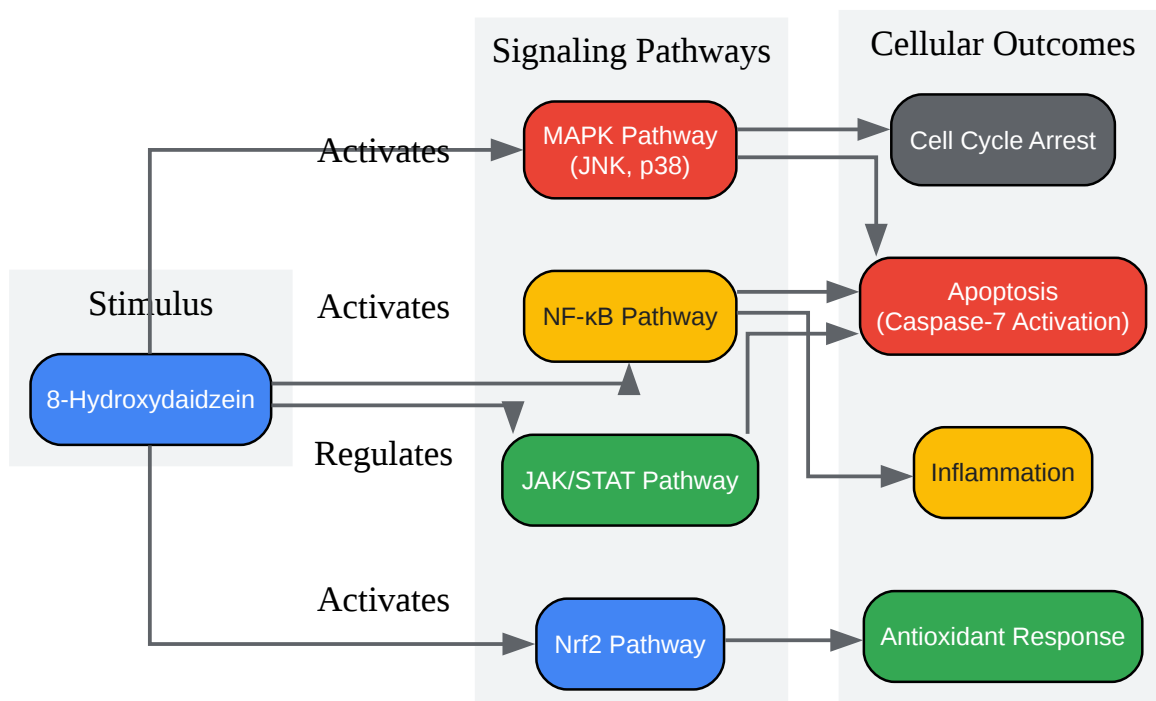 Stimulus
8-Hydroxydaidzein
Activates
Activates
Regulates
Activates
Signaling Pathways
MAPK Pathway
(JNK, p38)
NF-κB Pathway
JAK/STAT Pathway
Nrf2 Pathway
Cellular Outcomes
Cell Cycle Arrest
Apoptosis
(Caspase-7 Activation)
Inflammation
Antioxidant Response